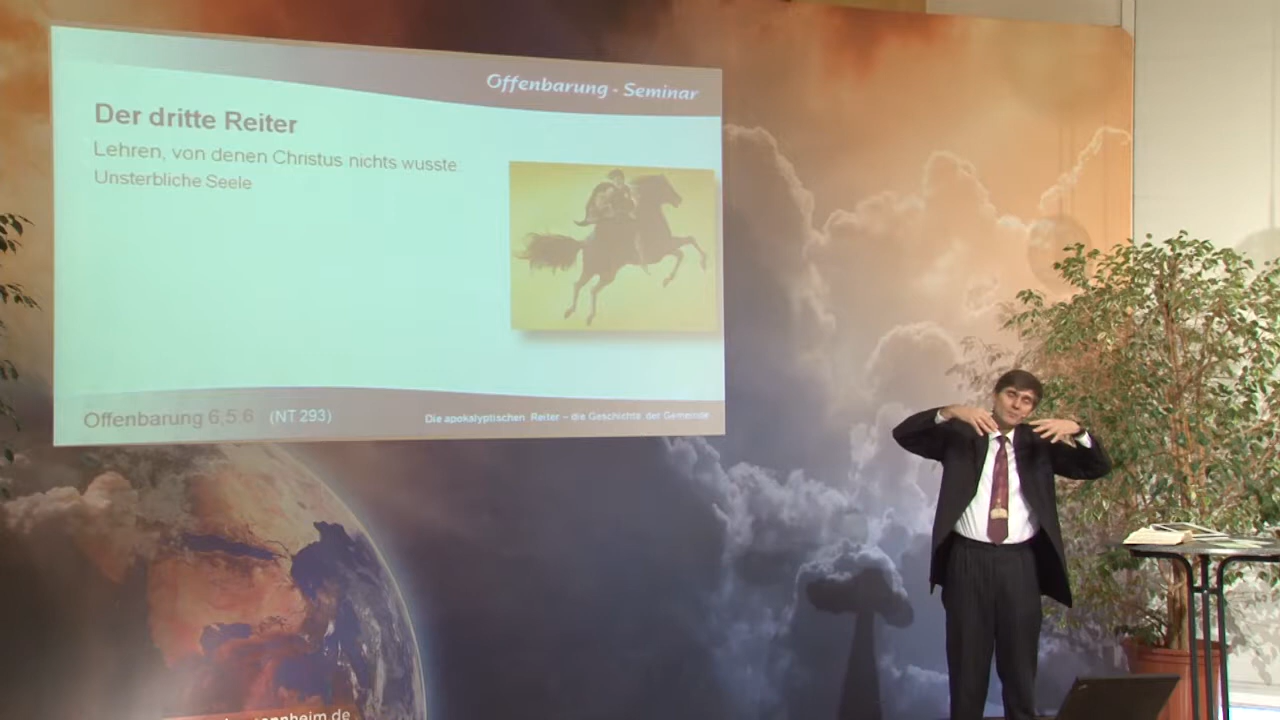 Offenbarung - Seminar
Der dritte Reiter
Lehren, von denen Christus nichts wusste.
Unsterbliche Seele
Offenbarung 6,5.6 (NT 293)
Die apokalyptischen Reiter – die Geschichte der Gemeinde